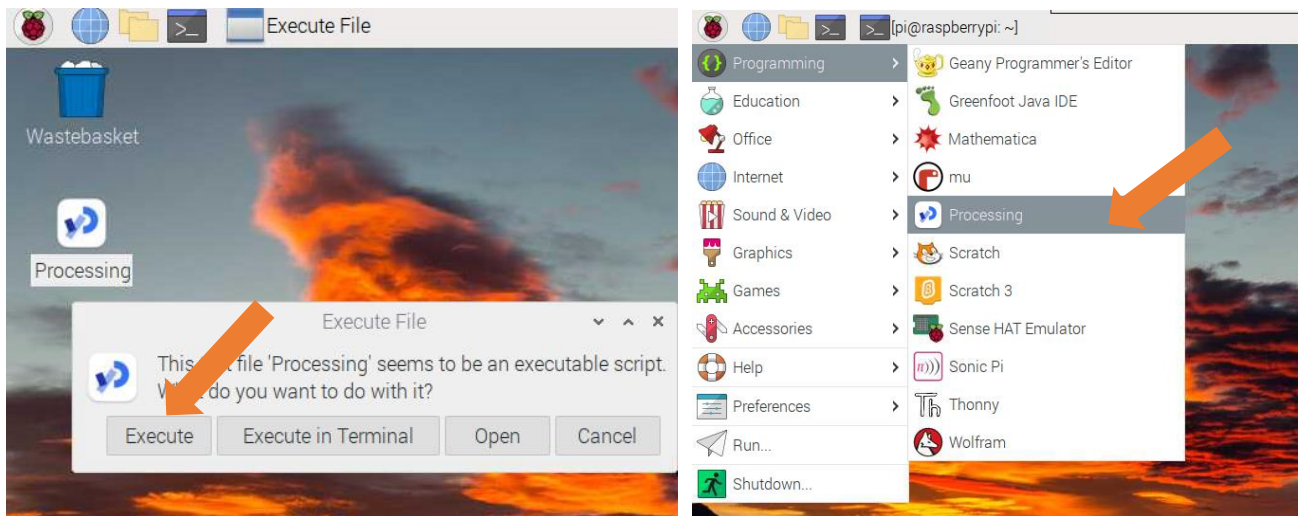 Execute File
Wastebasket
Processing
Execute File
This file 'Processing' seems to be an executable script.
do you want to do with it?
Execute
Execute in Terminal
Open
Cancel
[pi@raspberrypi: ~]
Programming
Education
Office
Internet
Sound & Video
Graphics
Games
Accessories
Help
Preferences
Run...
Shutdown...
Geany Programmer's Editor
Greenfoot Java IDE
Mathematica
mu
Processing
Scratch
Scratch 3
Sense HAT Emulator
Sonic Pi
Thonny
Wolfram